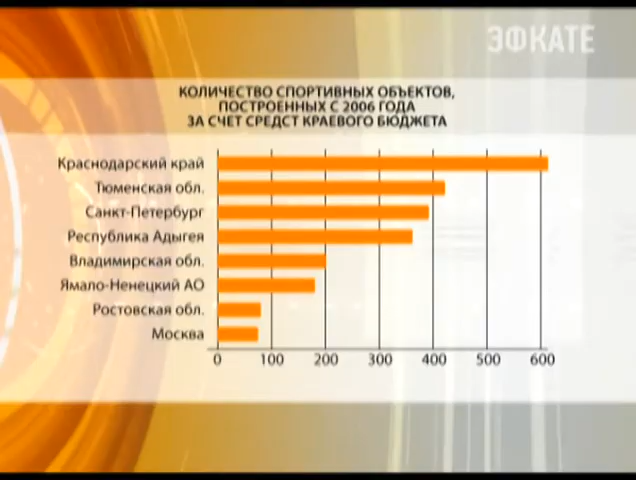 ЭФКАТЕ
КОЛИЧЕСТВО СПОРТИВНЫХ ОБЪЕКТОВ,
ПОСТРОЕННЫХ С 2006 ГОДА
ЗА СЧЕТ СРЕДСТ КРАЕВОГО БЮДЖЕТА
Краснодарский край
Тюменская обл.
Санкт-Петербург
Республика Адыгея
Владимирская обл.
Ямало-Ненецкий АО
Ростовская обл.
Москва
0 100 200 300 400 500 600